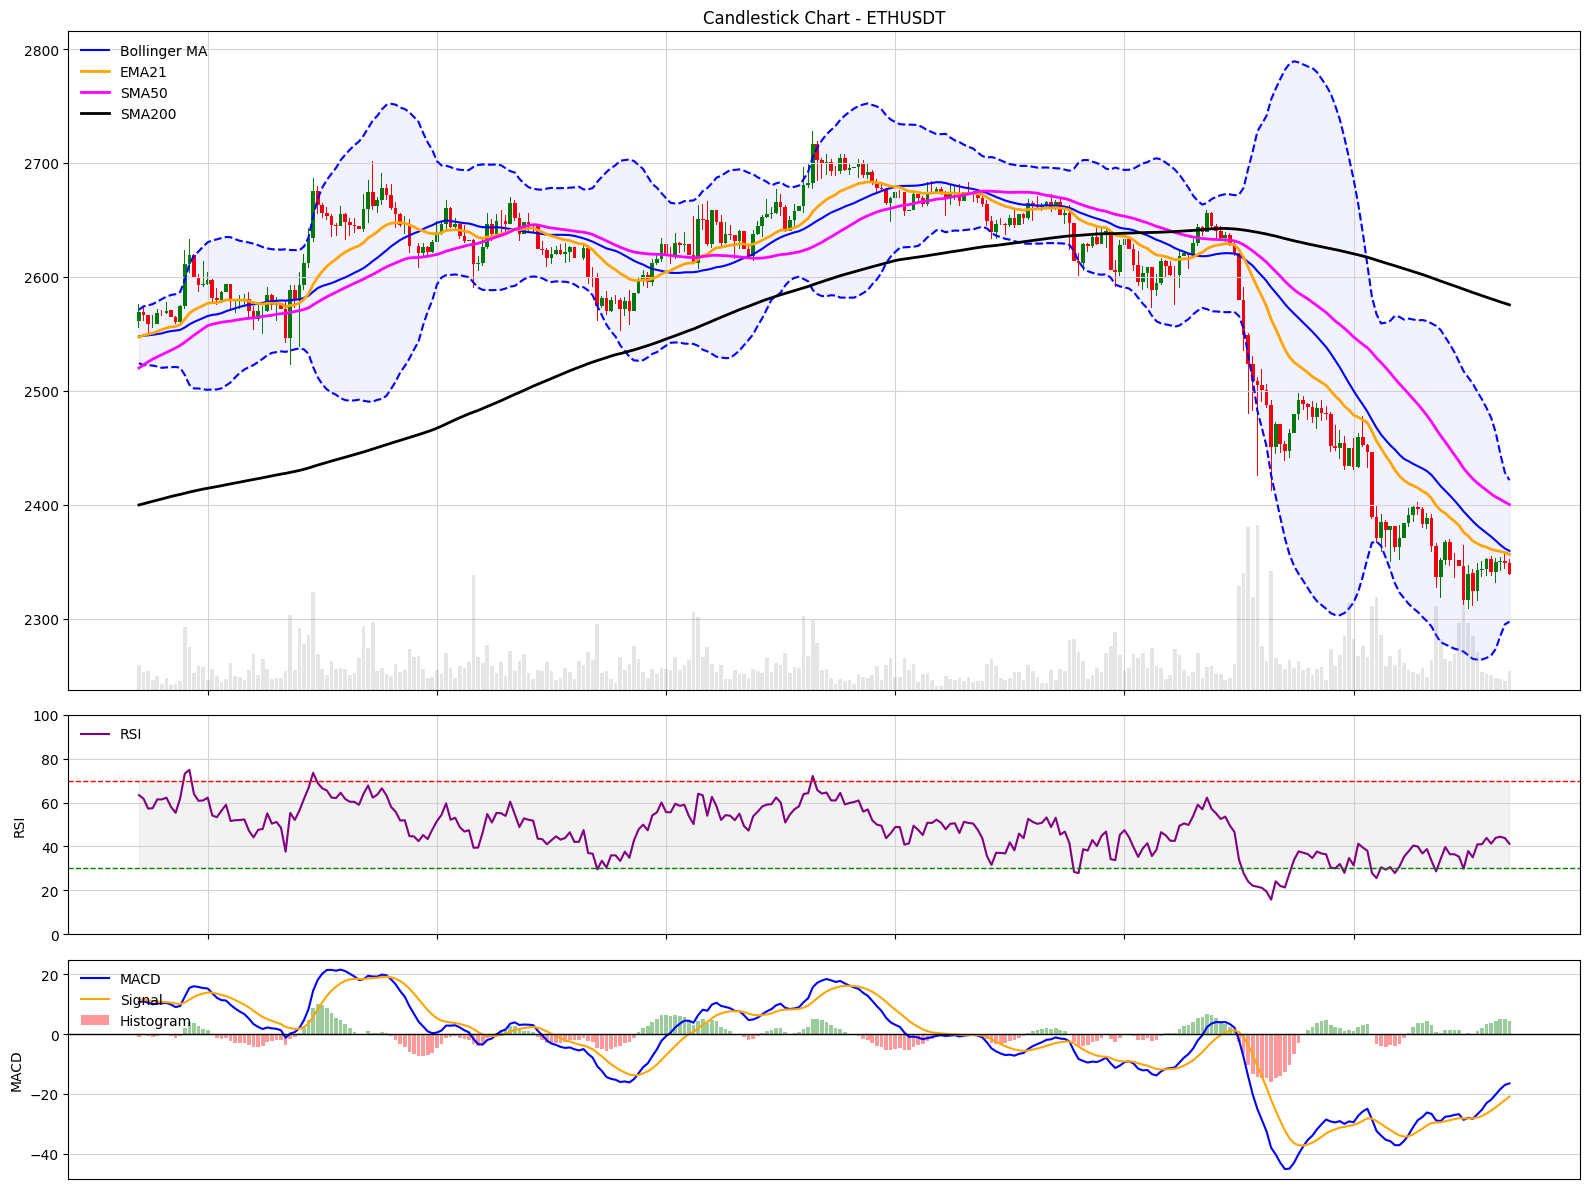 Candlestick Chart - ETHUSDT
2800
2700
2600
2500
2400
2300
Bollinger MA
EMA21
SMA50
SMA200
100
80
60
40
20
0
RSI
RSI
20
0
−20
−40
MACD
MACD
Signal
Histogram